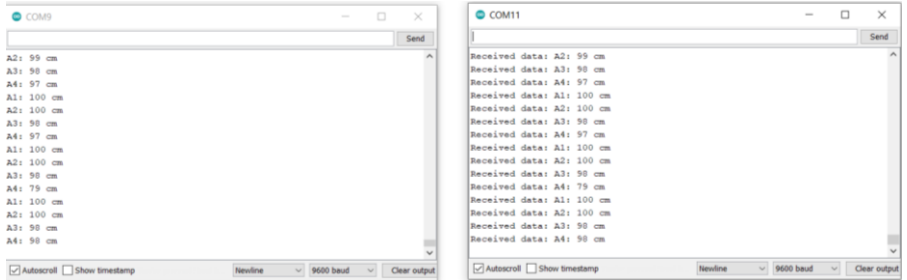 COM9
Send
A2: 99 cm
A3: 98 cm
A4: 97 cm
A1: 100 cm
A2: 100 cm
A3: 98 cm
A4: 97 cm
A1: 100 cm
A2: 100 cm
A3: 98 cm
A4: 79 cm
A1: 100 cm
A2: 100 cm
A3: 98 cm
A4: 98 cm
Autoscroll Show timestamp Newline 9600 baud Clear output
COM11
Send
Received data: A2: 99 cm
Received data: A3: 98 cm
Received data: A4: 97 cm
Received data: A1: 100 cm
Received data: A2: 100 cm
Received data: A3: 98 cm
Received data: A4: 97 cm
Received data: A1: 100 cm
Received data: A2: 100 cm
Received data: A3: 98 cm
Received data: A4: 79 cm
Received data: A1: 100 cm
Received data: A2: 100 cm
Received data: A3: 98 cm
Received data: A4: 98 cm
Autoscroll Show timestamp Newline 9600 baud Clear output